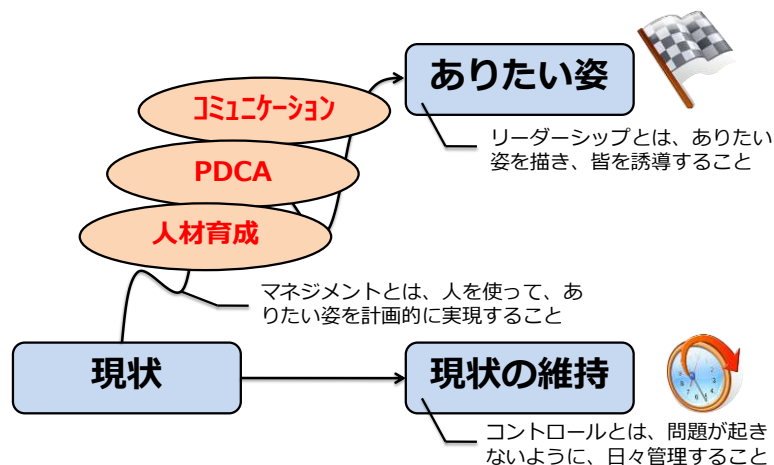 ありたい姿
リーダーシップとは、ありたい
姿を描き、皆を誘導すること
ｺﾐｭﾆｹｰｼｮﾝ
PDCA
人材育成
マネジメントとは、人を使って、あ
りたい姿を計画的に実現すること
現状
現状の維持
コントロールとは、問題が起き
ないように、日々管理すること